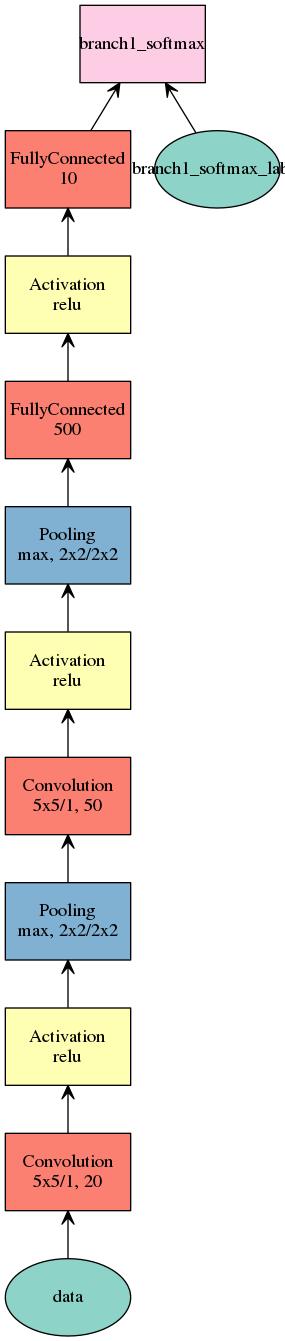 branch1_softmax
FullyConnected
10
branch1_softmax_lab
Activation
relu
FullyConnected
500
Pooling
max, 2x2/2x2
Activation
relu
Convolution
5x5/1, 50
Pooling
max, 2x2/2x2
Activation
relu
Convolution
5x5/1, 20
data